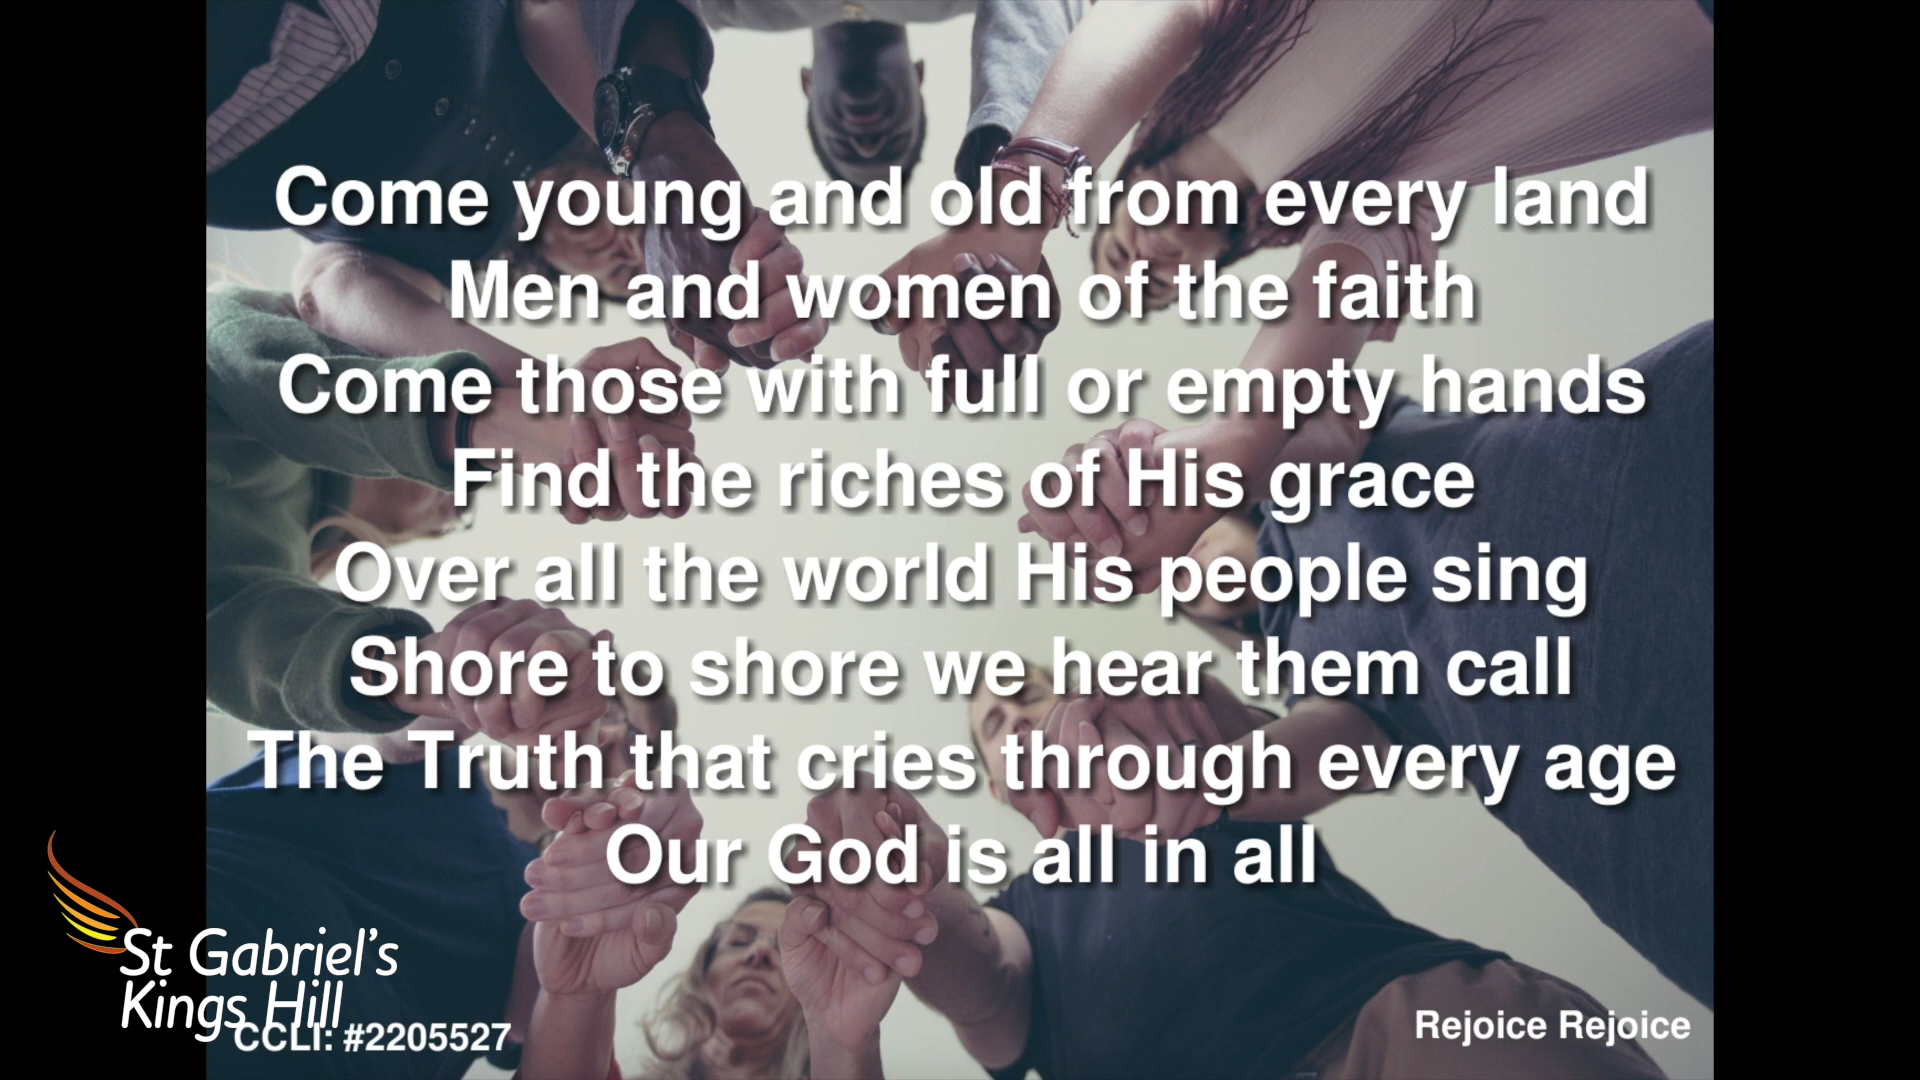 Come young and old from every land
Men and women of the faith
Come those with full or empty hands
Find the riches of His grace
Over all the world His people sing
Shore to shore we hear them call
The Truth that cries through every age
Our God is all in all
St Gabriel's
Kings Hill
CCLI: #2205527
Rejoice Rejoice